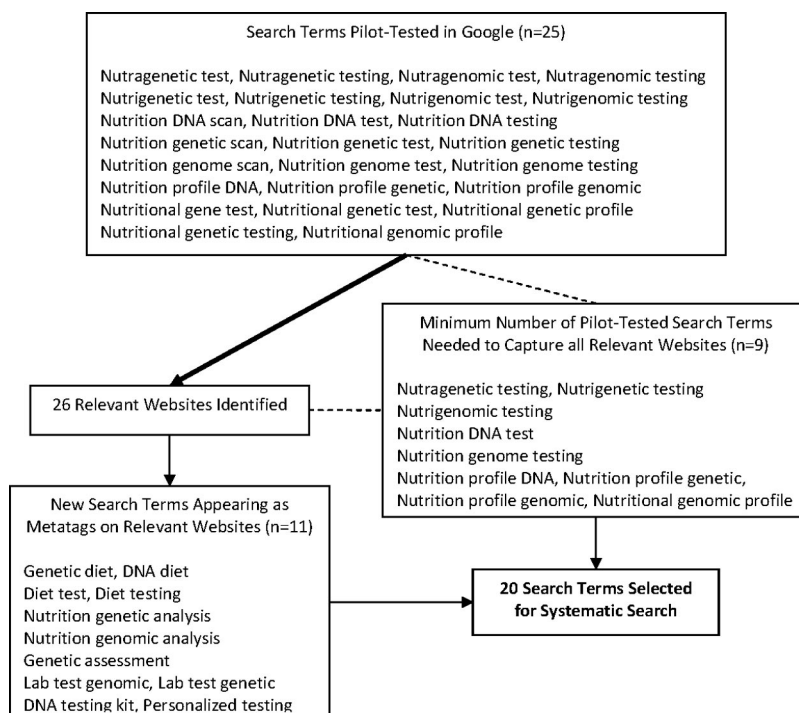 Search Terms Pilot-Tested in Google (n=25)
Nutragenetic test, Nutragenetic testing, Nutragenomic test, Nutragenomic testing
Nutrigenetic test, Nutrigenetic testing, Nutrigenomic test, Nutrigenomic testing
Nutrition DNA scan, Nutrition DNA test, Nutrition DNA testing
Nutrition genetic scan, Nutrition genetic test, Nutrition genetic testing
Nutrition genome scan, Nutrition genome test, Nutrition genome testing
Nutrition profile DNA, Nutrition profile genetic, Nutrition profile genomic
Nutritional gene test, Nutritional genetic test, Nutritional genetic profile
Nutritional genetic testing, Nutritional genomic profile
Minimum Number of Pilot-Tested Search Terms
Needed to Capture all Relevant Websites (n=9)
Nutragenetic testing, Nutrigenetic testing
Nutrigenomic testing
Nutrition DNA test
Nutrition genome testing
Nutrition profile DNA, Nutrition profile genetic,
Nutrition profile genomic, Nutritional genomic profile
26 Relevant Websites Identified
New Search Terms Appearing as
Metatags on Relevant Websites (n=11)
Genetic diet, DNA diet
Diet test, Diet testing
Nutrition genetic analysis
Nutrition genomic analysis
Genetic assessment
Lab test genomic, Lab test genetic
DNA testing kit, Personalized testing
20 Search Terms Selected
for Systematic Search